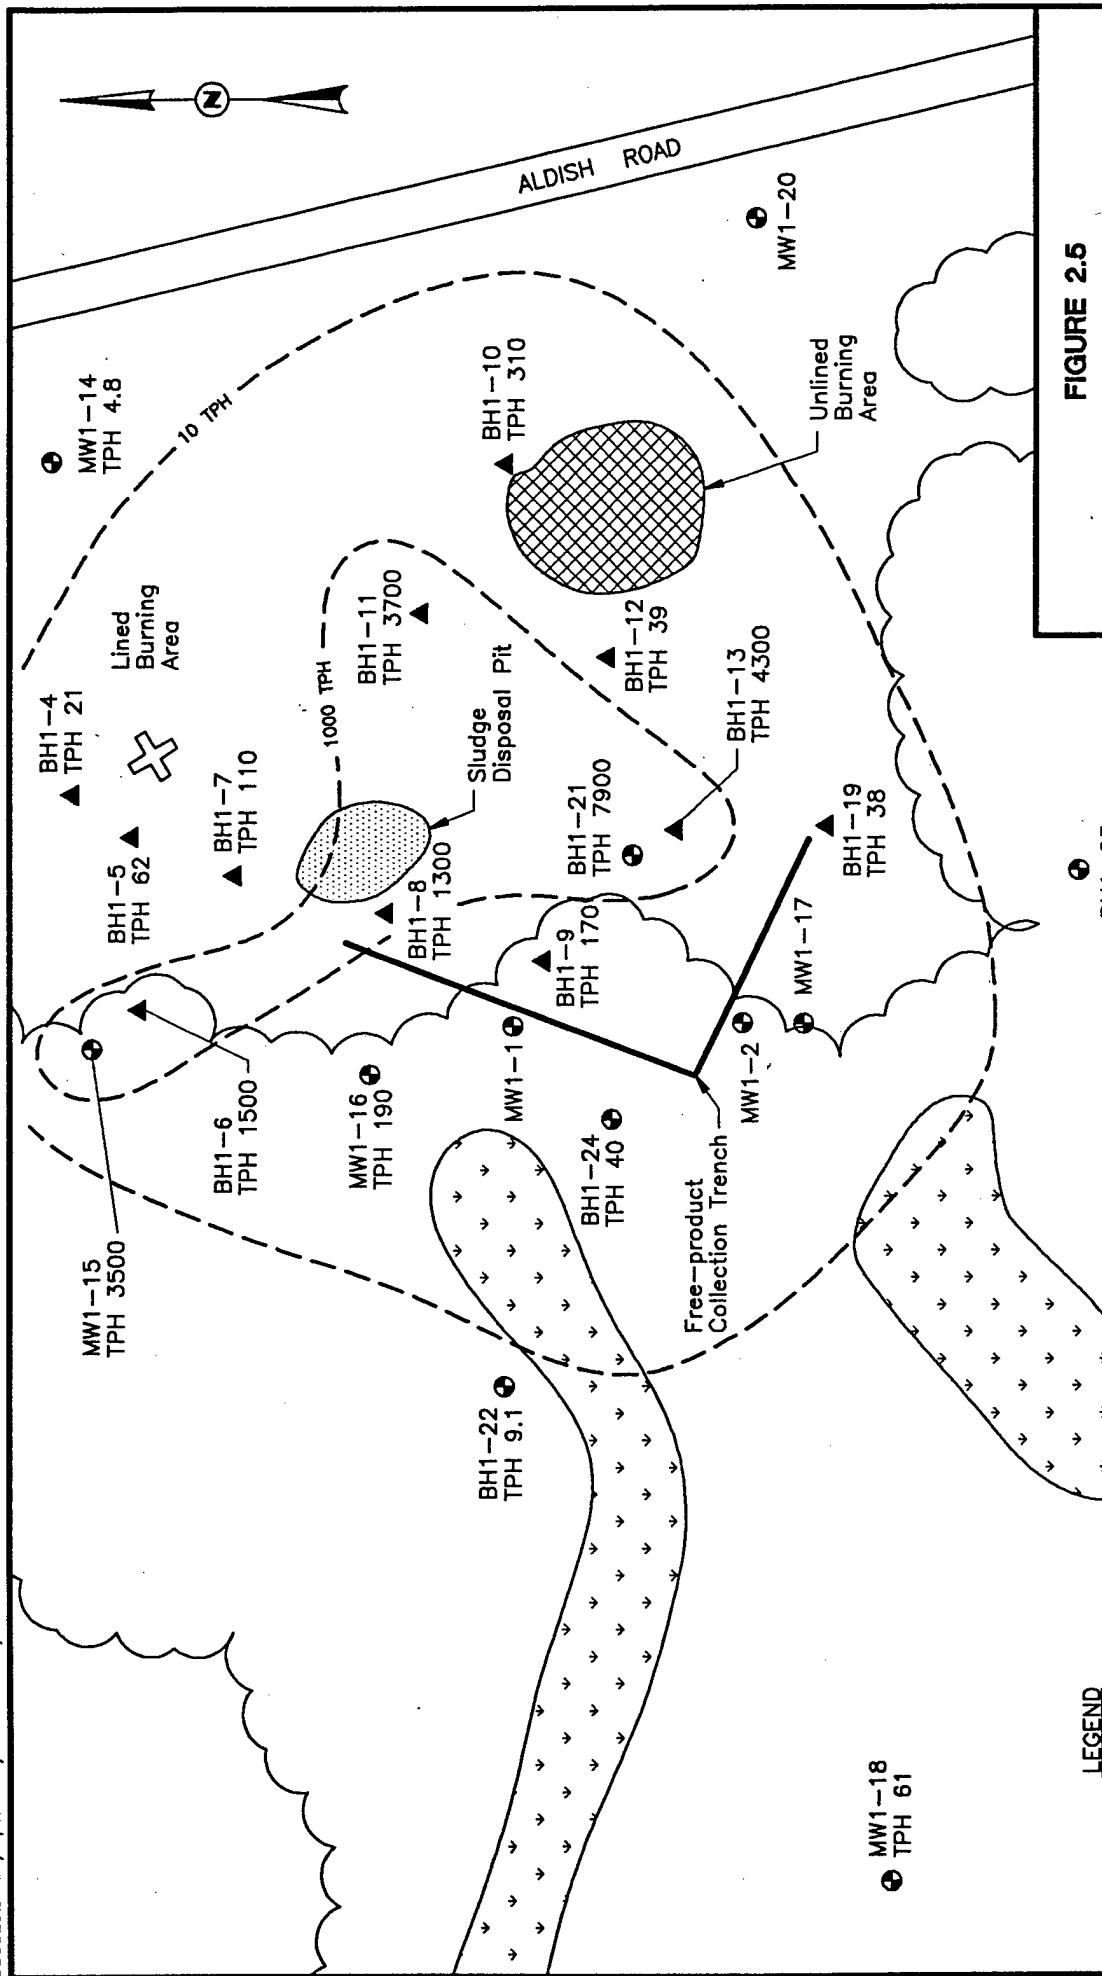 N
ALDISH ROAD
MW1-14
TPH 4.8
10 TPH
BH1-10
TPH 310
MW1-20
Unlined
Burning
Area
FIGURE 2.5
BH1-4
TPH 21
Lined
Burning
Area
BH1-5
TPH 62
BH1-7
TPH 110
1000 TPH
BH1-11
TPH 3700
Sludge
Disposal Pit
BH1-12
TPH 39
BH1-13
TPH 4300
BH1-21
TPH 7900
BH1-8
TPH 1300
BH1-9
TPH 170
BH1-19
TPH 38
MW1-17
MW1-15
TPH 3500
BH1-6
TPH 1500
MW1-16
TPH 190
MW1-1
BH1-24
TPH 40
MW1-2
Free-product
Collection Trench
BH1-22
TPH 9.1
MW1-18
TPH 61
LEGEND